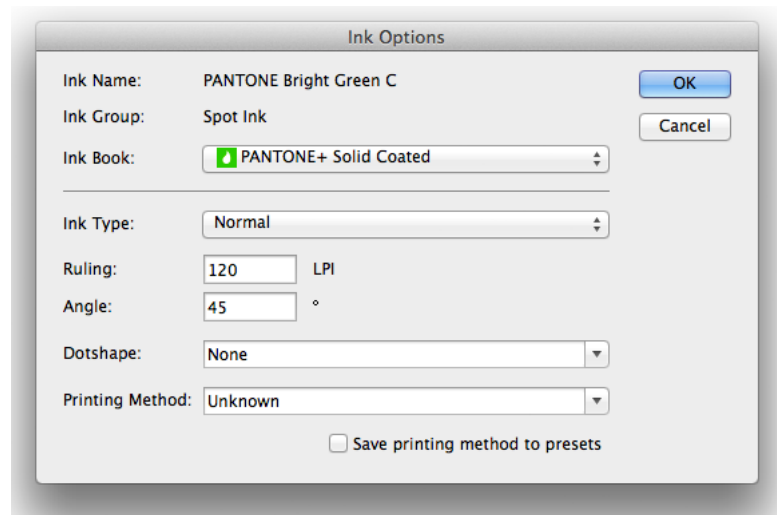 Ink Options
Ink Name: PANTONE Bright Green C
OK
Ink Group: Spot Ink
Cancel
Ink Book: PANTONE+ Solid Coated
Ink Type: Normal
Ruling: 120 LPI
Angle: 45 °
Dotshape: None
Printing Method: Unknown
Save printing method to presets